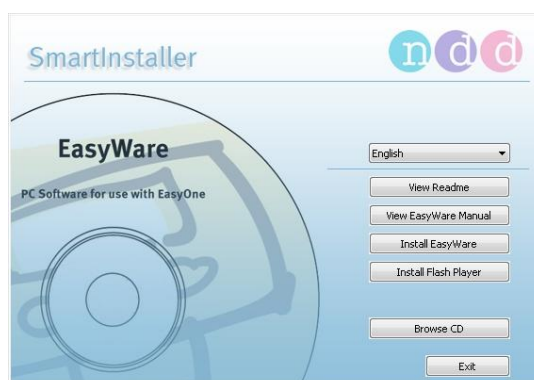 SmartInstaller
ndd
EasyWare
PC Software for use with EasyOne
English
View Readme
View EasyWare Manual
Install EasyWare
Install Flash Player
Browse CD
Exit